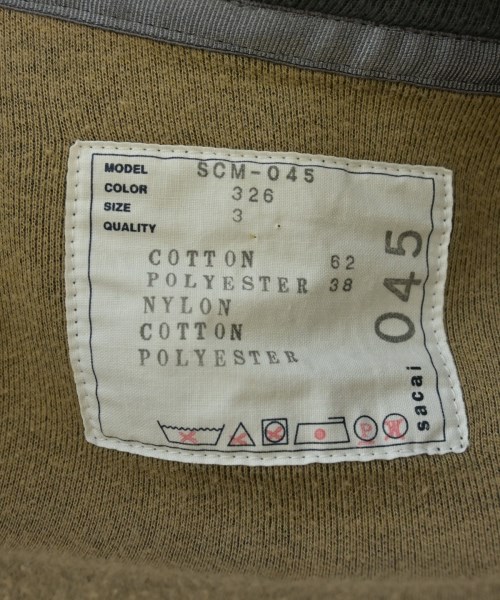 MODEL SCM-045
COLOR 326
SIZE 3
QUALITY
COTTON 62
POLYESTER 38
NYLON
COTTON
POLYESTER
P W
sacai 045